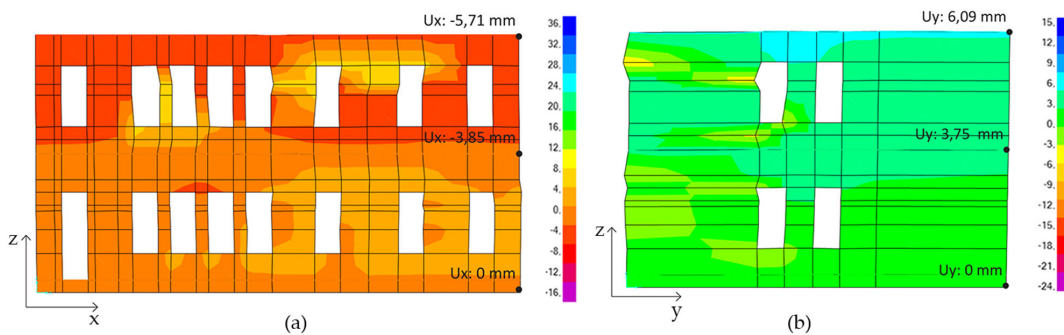 Ux: -5,71 mm
Ux: -3,85 mm
Ux: 0 mm
z
x
(a)
36,
32,
28,
24,
20,
16,
12,
8,
4,
0,
-4,
-8,
-12,
-16,
Uy: 6,09 mm
Uy: 3,75 mm
Uy: 0 mm
z
y
(b)
15,
12,
9,
6,
3,
0,
-3,
-6,
-9,
-12,
-15,
-18,
-21,
-24,